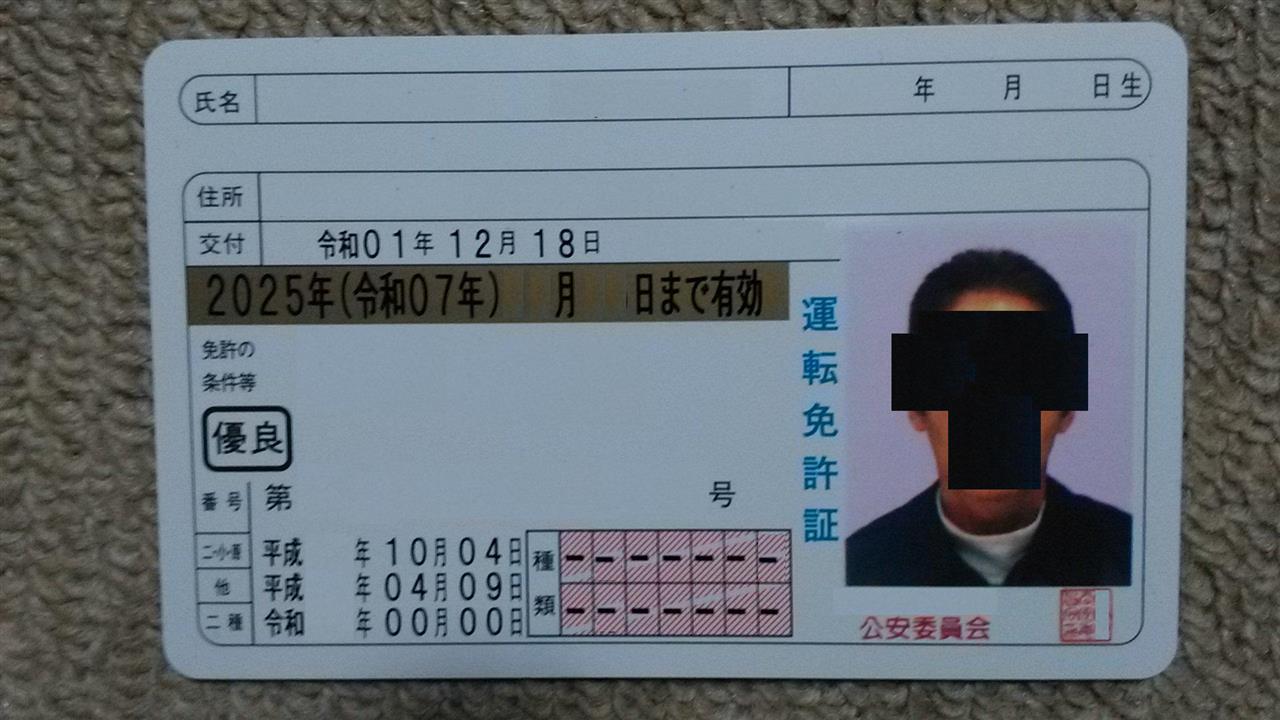 氏名 年 月 日生
住所
交付 令和01年12月18日
2025年(令和07年) 月 日まで有効
免許の
条件等
優良
番号 第 号
二・小・原 平成 年10月04日
他 平成 年04月09日
二種 令和 年00月00日
種類 - - - - - - -
- - - - - - -
運転免許証
公安委員会